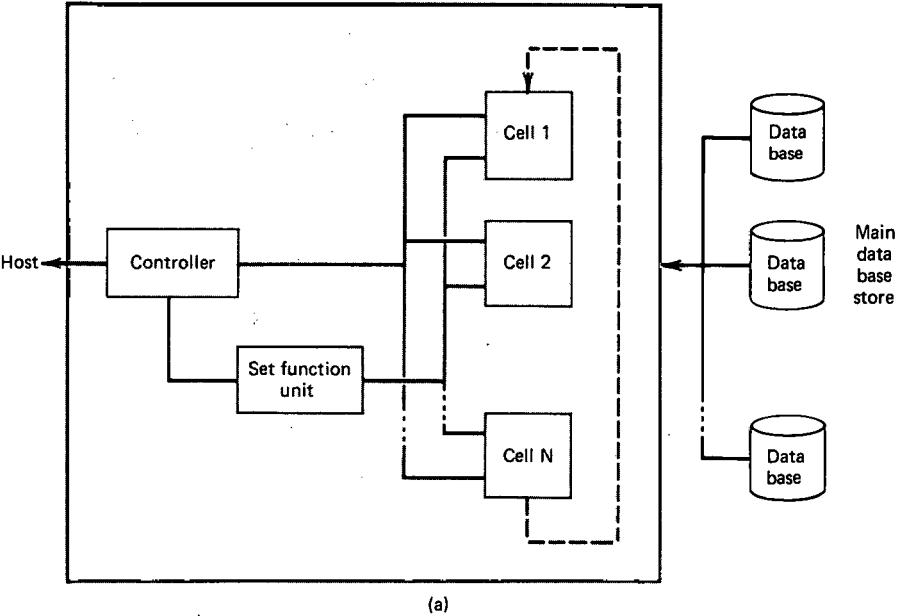 Cell 1
Data
base
Host
Controller
Cell 2
Data
base
Main
data
base
store
Set function
unit
Cell N
Data
base
(a)